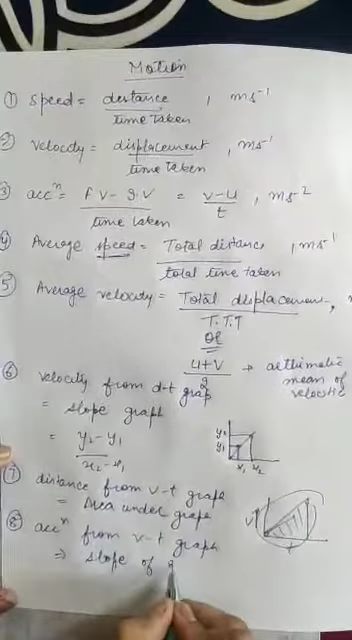 Motion
① Speed = distance / time taken , ms⁻¹
② velocity = displacement / time taken , ms⁻¹
③ accⁿ = F.V - I.V / time taken = v-u / t , ms⁻²
④ Average speed = Total distance / total time taken , ms⁻¹
⑤ Average velocity = Total displacement / T.T.T ,
or
u+v / 2 → arithmetic mean of velocities
⑥ velocity from d-t graph
= slope graph
= y₂-y₁ / x₂-x₁
y₂
y₁
x₁ x₂
⑦ distance from v-t graph
= Area under graph
v
t
⑧ accⁿ from v-t graph
⇒ slope of